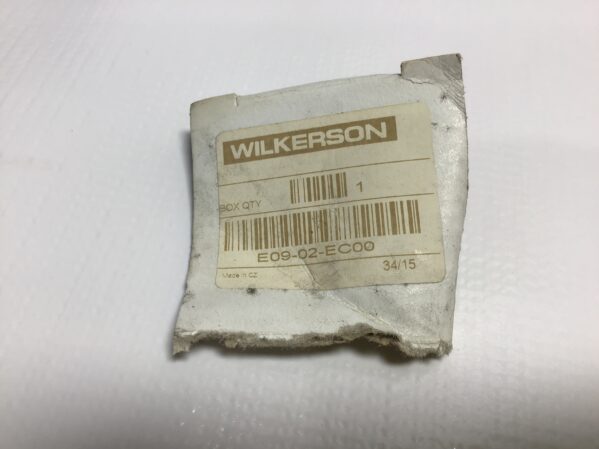 WILKERSON
BOX QTY 1
E09-02-EC00
Made in CZ 34/15